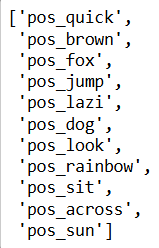 ['pos_quick',
'pos_brown',
'pos_fox',
'pos_jump',
'pos_lazi',
'pos_dog',
'pos_look',
'pos_rainbow',
'pos_sit',
'pos_across',
'pos_sun']